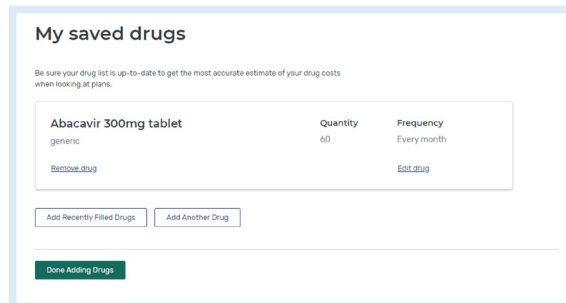 My saved drugs
Be sure your drug list is up-to-date to get the most accurate estimate of your drug costs
when looking at plans.
Abacavir 300mg tablet
Quantity
Frequency
generic
60
Every month
Remove drug
Edit drug
Add Recently Filled Drugs
Add Another Drug
Done Adding Drugs